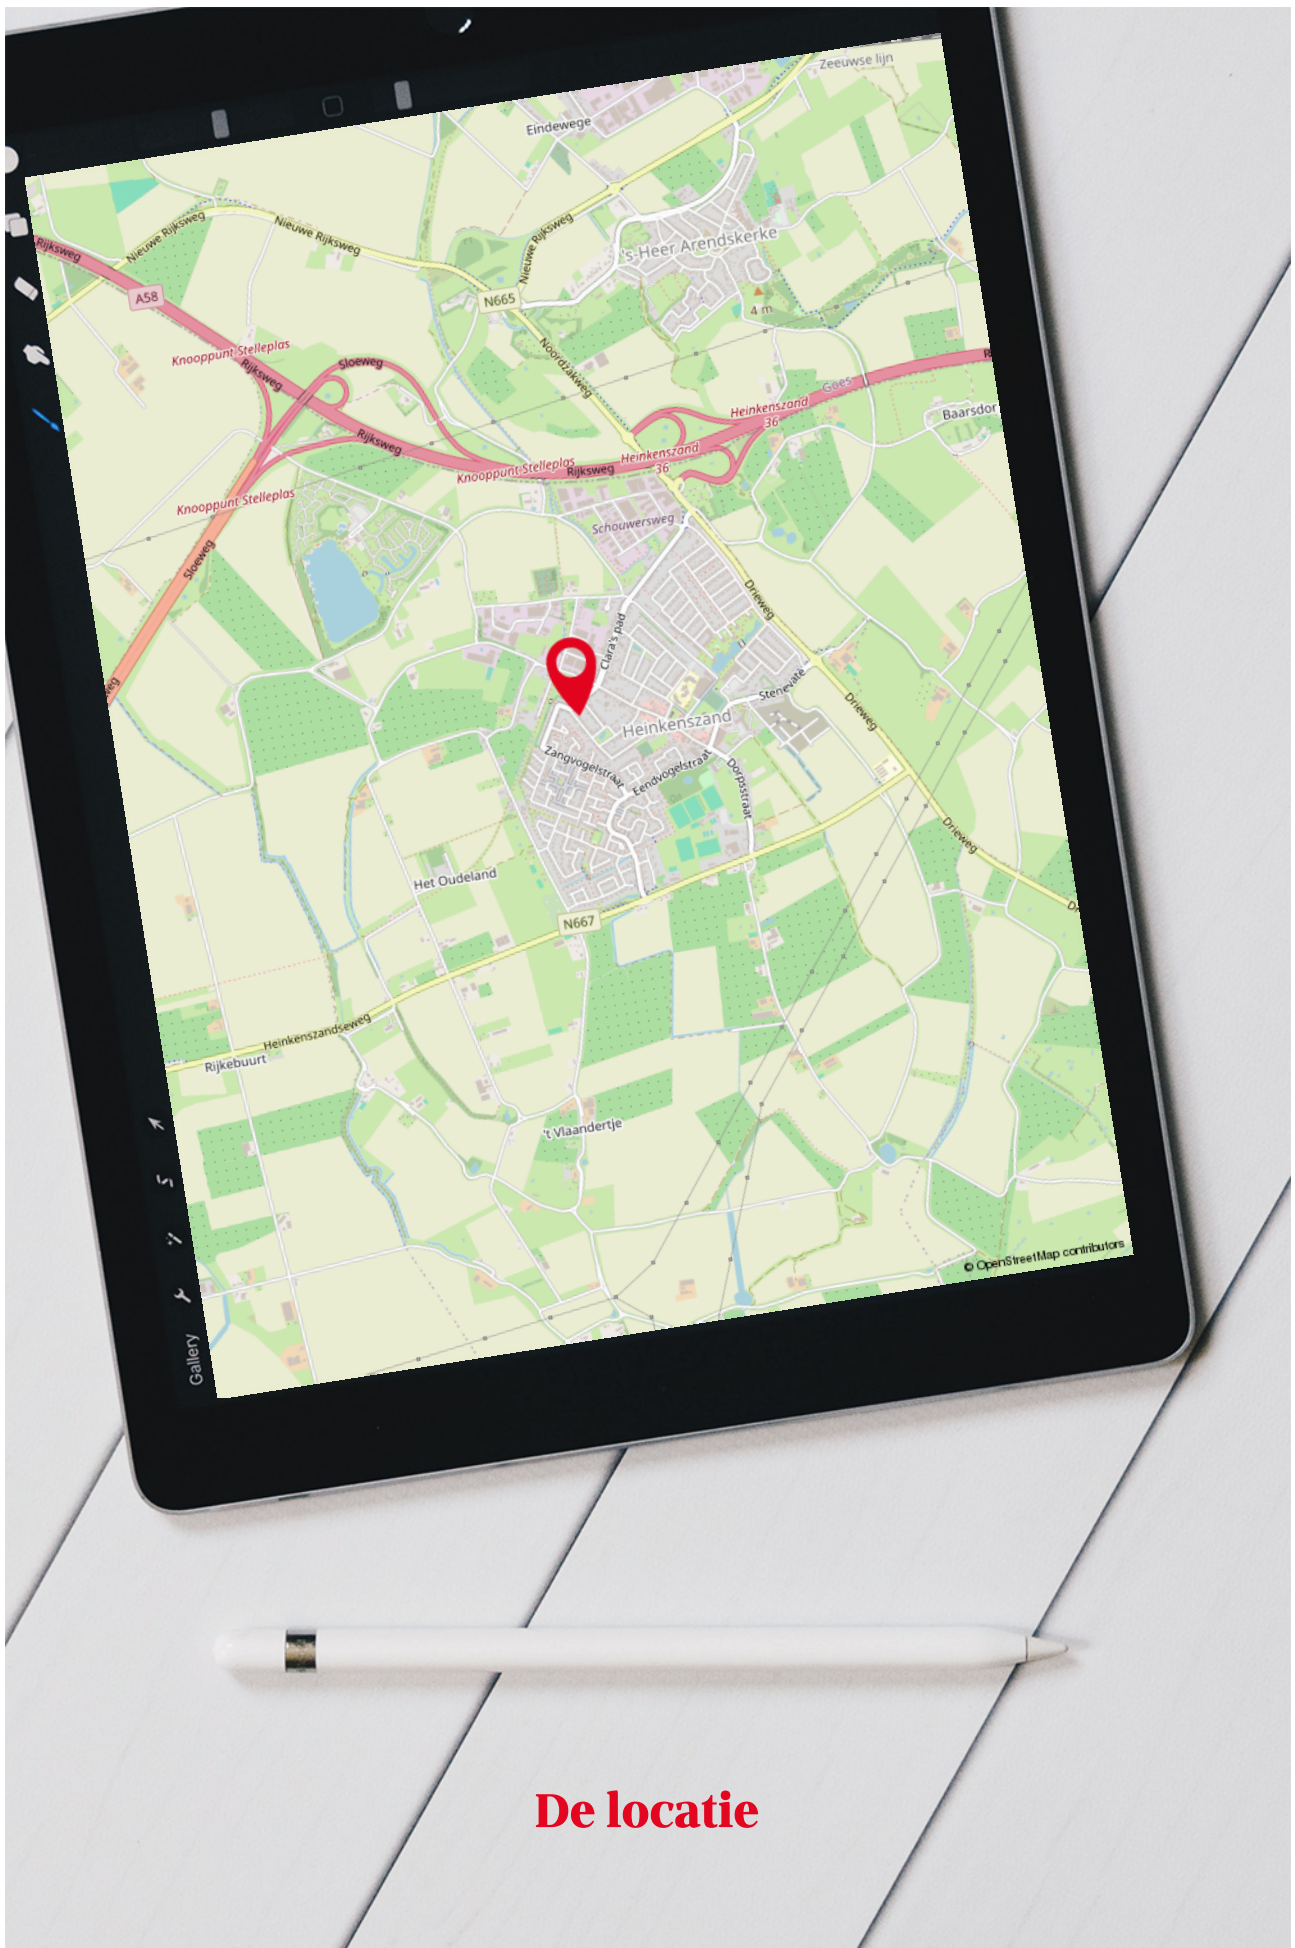 Zeeuwse lijn
Eindewege
Nieuwe Rijksweg
Nieuwe Rijksweg
Nieuwe Rijksweg
's-Heer Arendskerke
Rijksweg
A58
N665
4 m
Knooppunt Stelleplas
Rijksweg
Sloeweg
Noordzakweg
Goes
Heinkenszand
36
Baarsdor
Rijksweg
Knooppunt Stelleplas
Rijksweg
Heinkenszand
36
Knooppunt Stelleplas
Schouwersweg
Sloeweg
Drieweg
Clara's pad
Stenevate
Heinkenszand
Drieweg
Zangvogelstraat
Eendvogelstraat
Dorpsstraat
Drieweg
Het Oudeland
N667
Heinkenszandseweg
Rijkebuurt
't Vlaandertje
© OpenStreetMap contributors
Gallery
De locatie